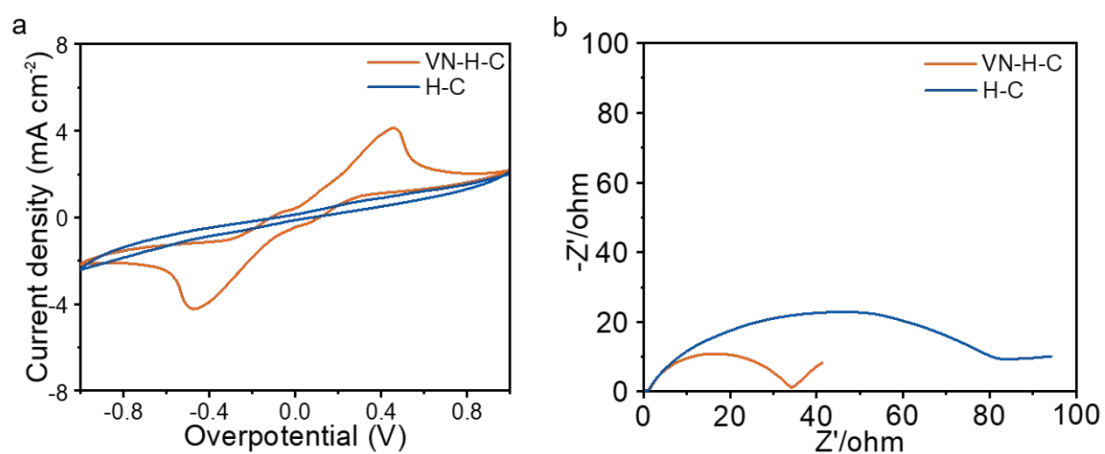 a
8
4
0
-4
-8
Current density (mA cm⁻²)
VN-H-C
H-C
-0.8 -0.4 0.0 0.4 0.8
Overpotential (V)
b
100
80
60
40
20
0
-Z'/ohm
VN-H-C
H-C
0 20 40 60 80 100
Z'/ohm